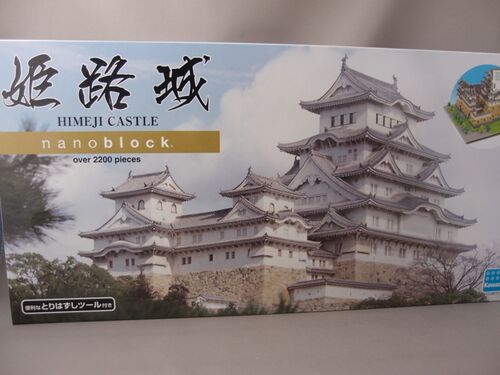 姫路城
HIMEJI CASTLE
nanoblock
over 2200 pieces
便利なとりはずしツール付き